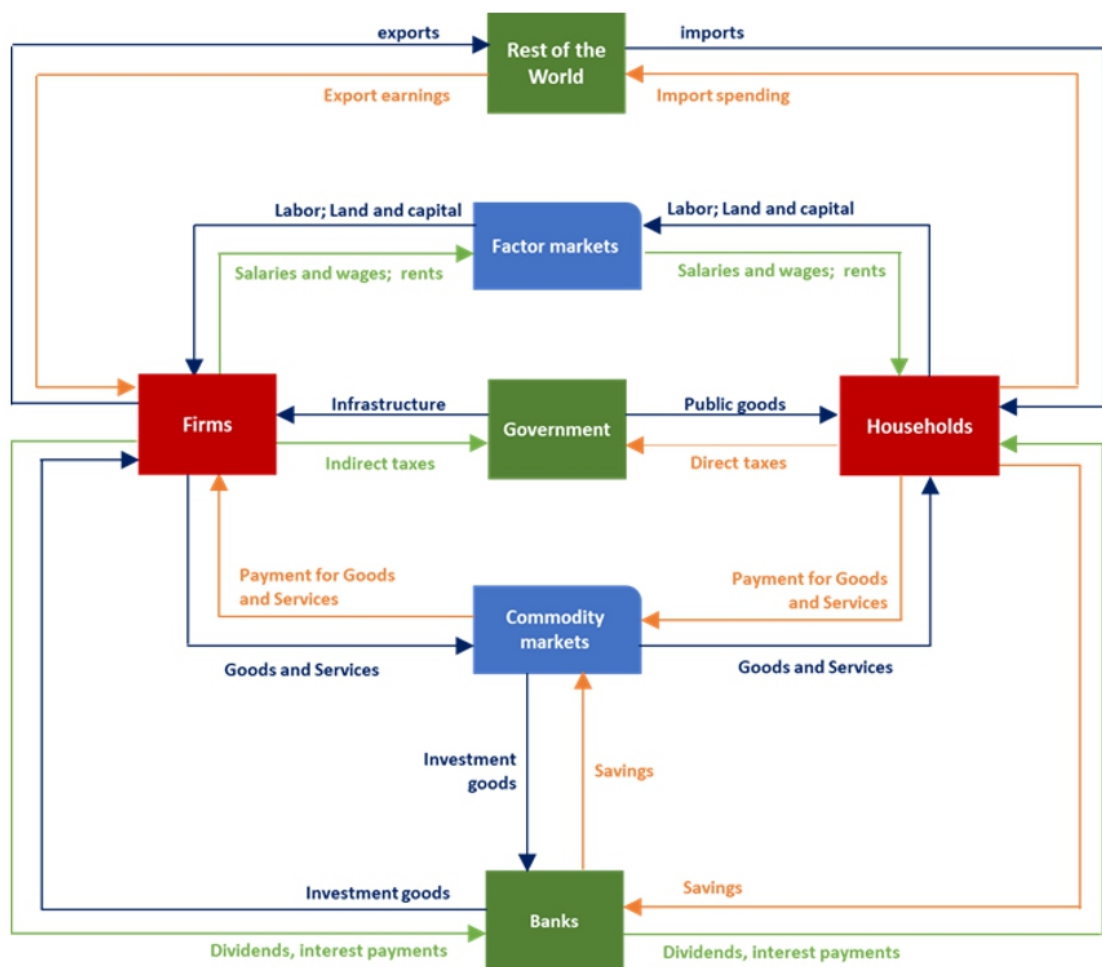 exports
Rest of the
World
imports
Export earnings
Import spending
Labor; Land and capital
Factor markets
Labor; Land and capital
Salaries and wages; rents
Salaries and wages; rents
Firms
Infrastructure
Government
Public goods
Households
Indirect taxes
Direct taxes
Payment for Goods
and Services
Commodity
markets
Payment for Goods
and Services
Goods and Services
Goods and Services
Investment
goods
Savings
Investment goods
Banks
Savings
Dividends, interest payments
Dividends, interest payments